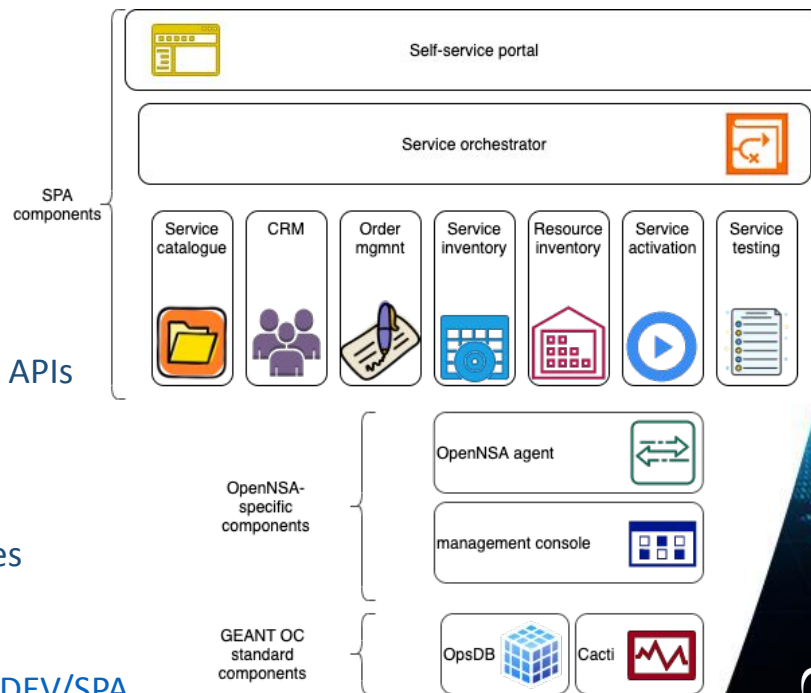 Self-service portal
Service orchestrator
SPA
components
Service
catalogue
CRM
Order
mgmnt
Service
inventory
Resource
inventory
Service
activation
Service
testing
APIs
OpenNSA agent
OpenNSA-
specific
components
management console
es
GEANT OC
standard
components
OpsDB
Cacti
DEV/SPA